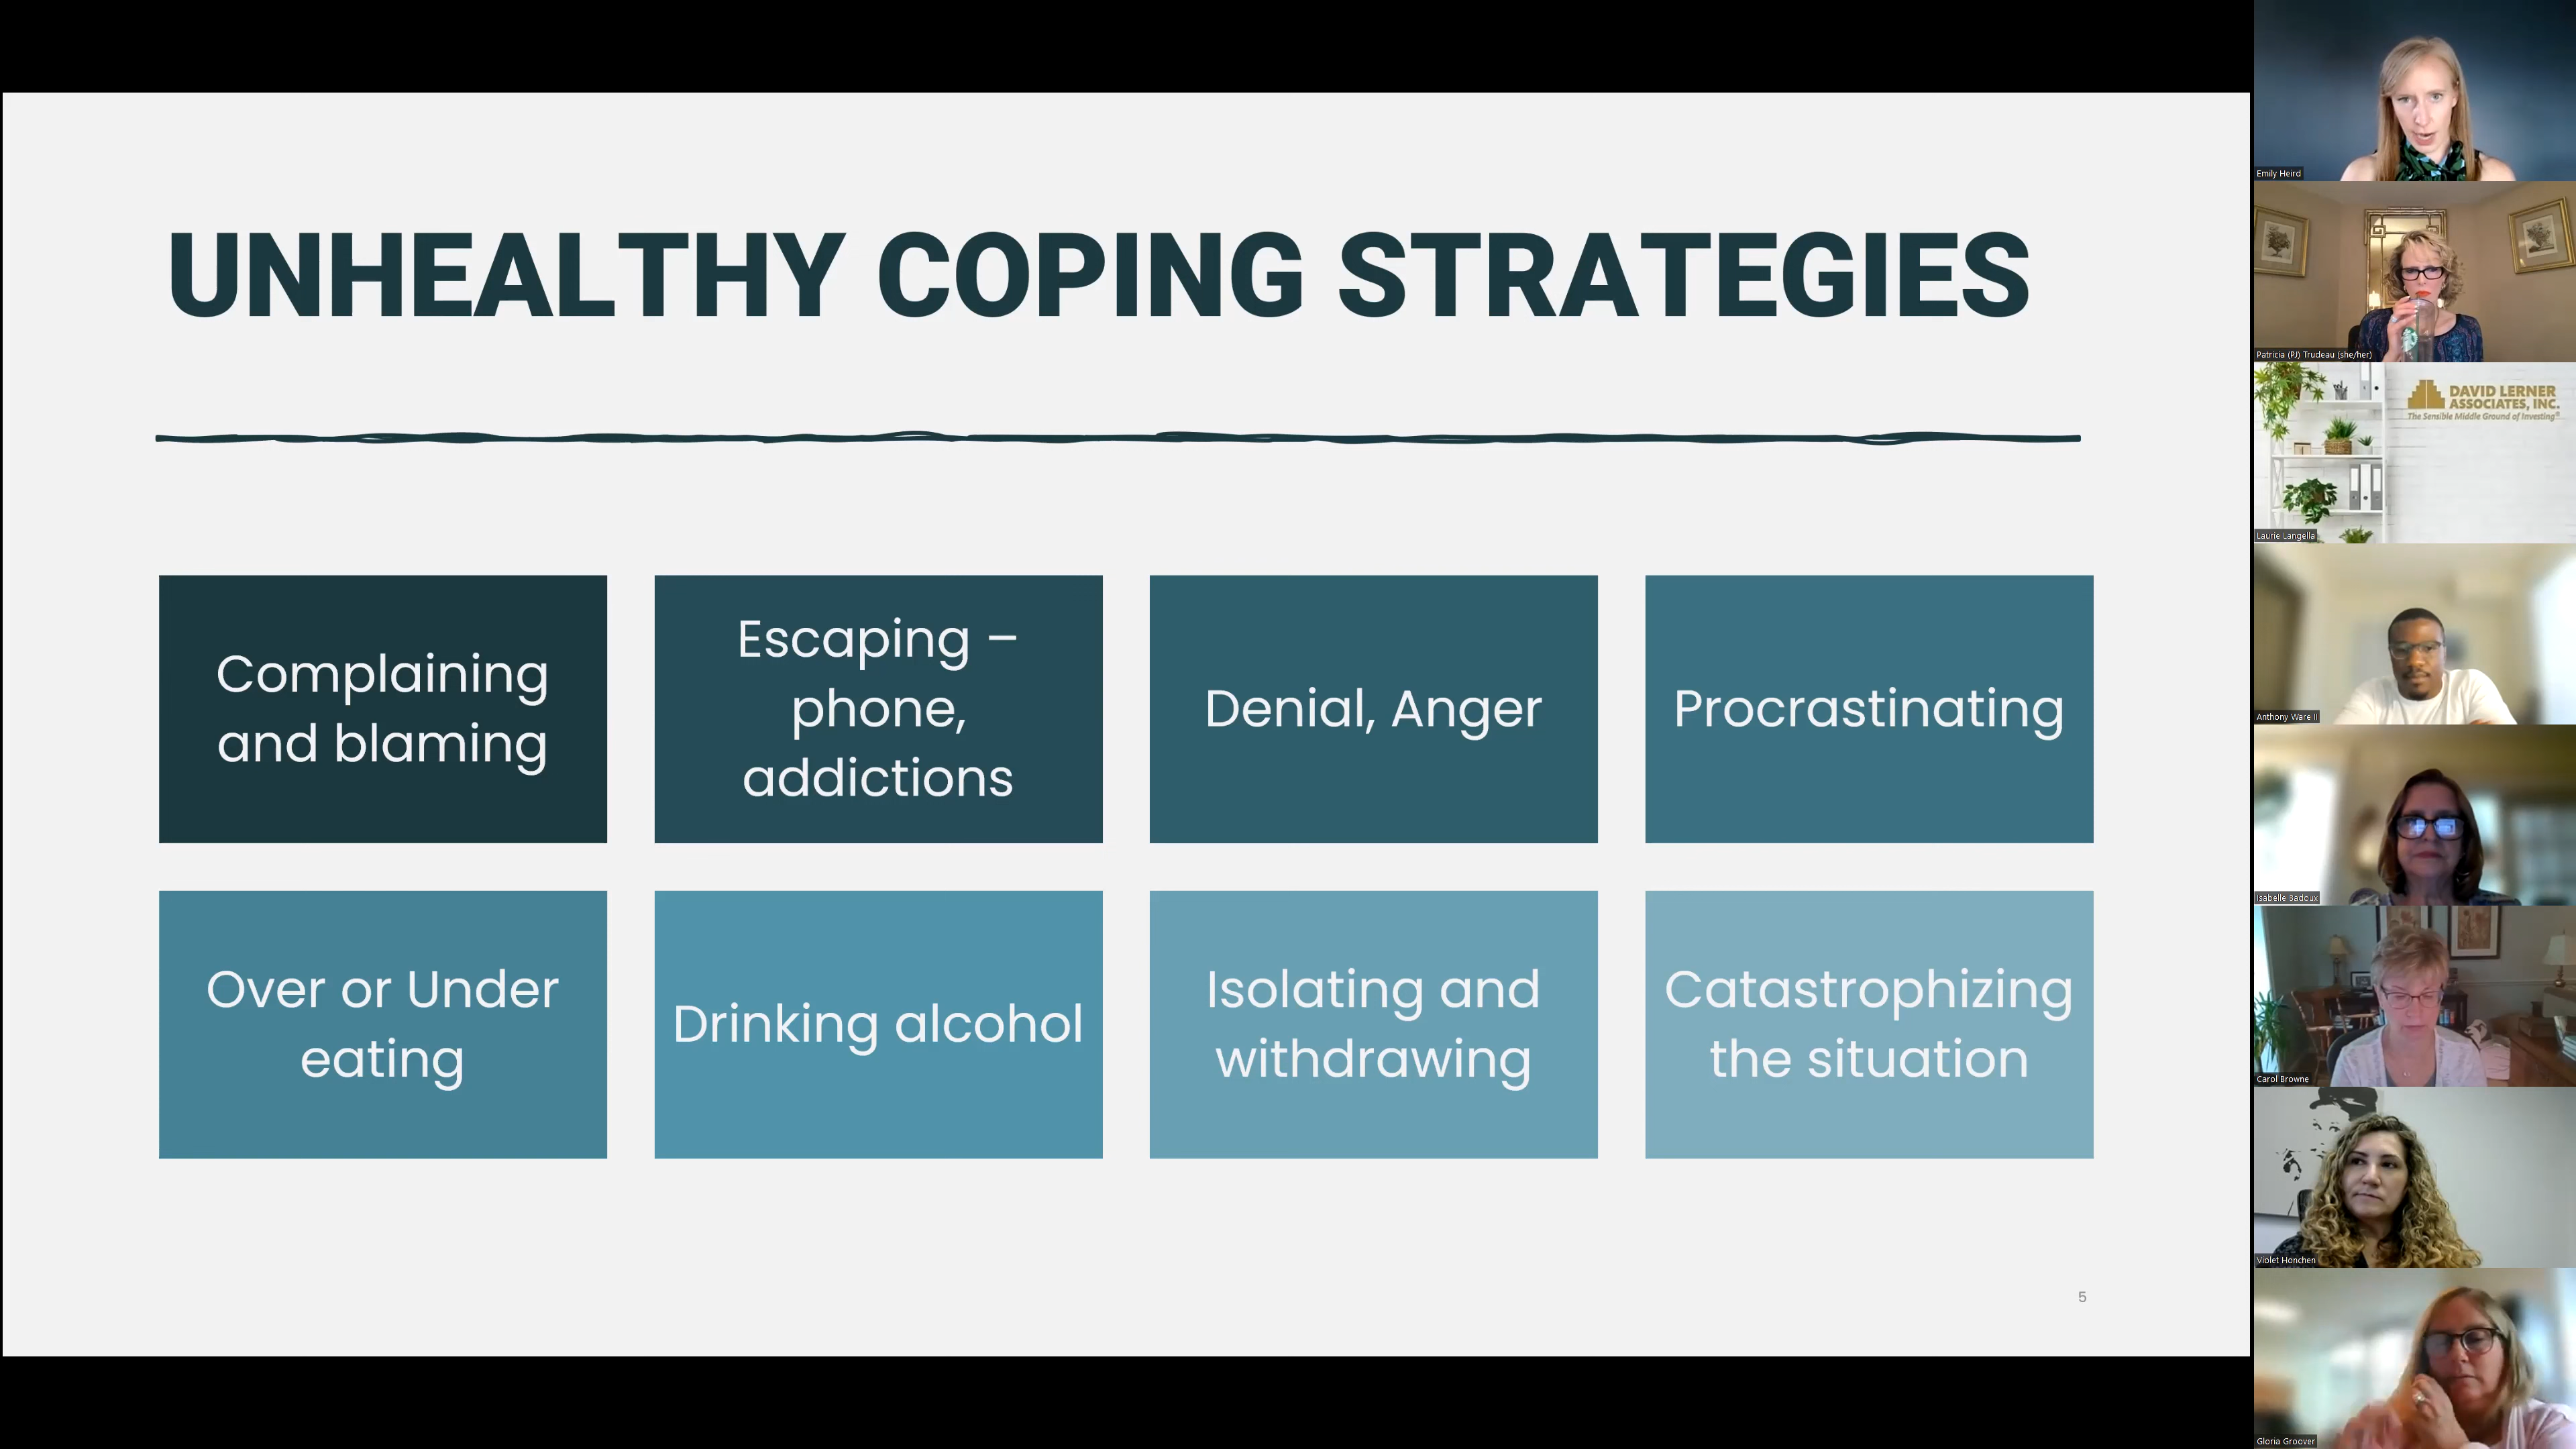 UNHEALTHY COPING STRATEGIES
Complaining
and blaming
Escaping –
phone,
addictions
Denial, Anger
Procrastinating
Over or Under
eating
Drinking alcohol
Isolating and
withdrawing
Catastrophizing
the situation
5
Emily Heird
Patricia (PJ) Trudeau (she/her)
DAVID LERNER
ASSOCIATES, INC.
The Sensible Middle Ground of Investing®
Laurie Langella
Anthony Ware II
Isabelle Badoux
Carol Browne
Violet Honchen
Gloria Groover